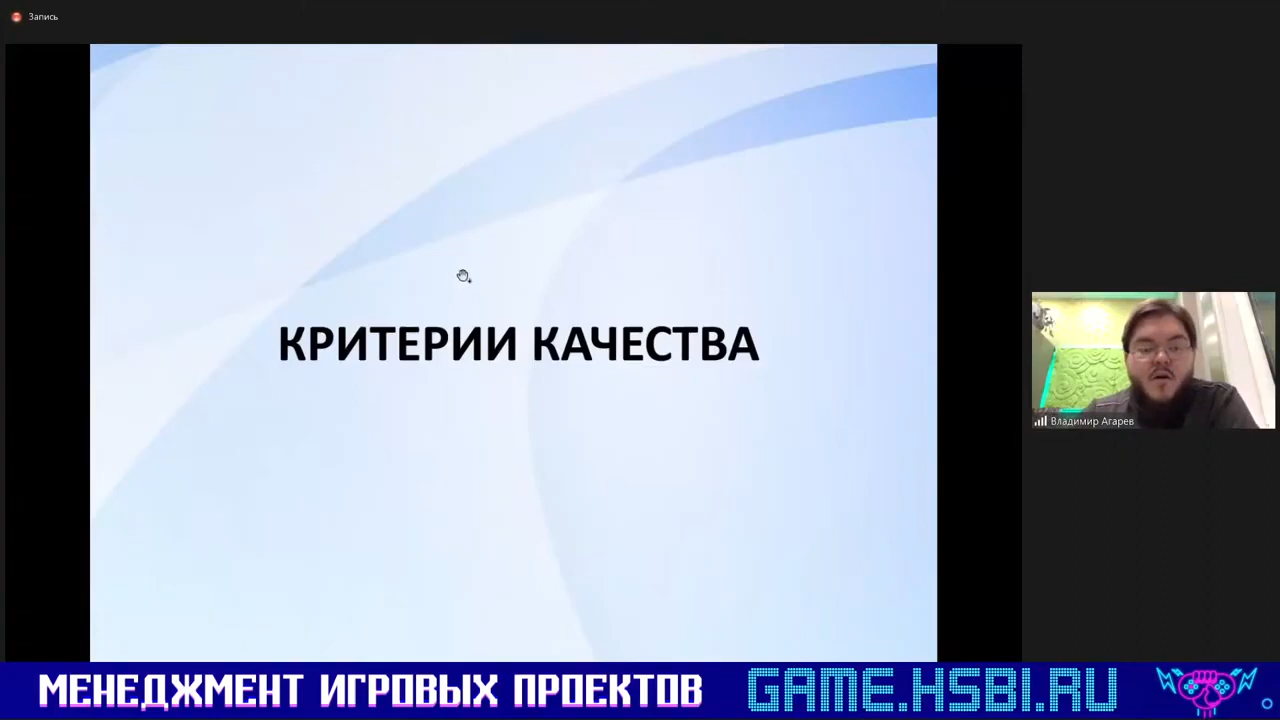 Запись
КРИТЕРИИ КАЧЕСТВА
Владимир Агарев
МЕНЕДЖМЕНТ ИГРОВЫХ ПРОЕКТОВ
GAME.HSBI.RU